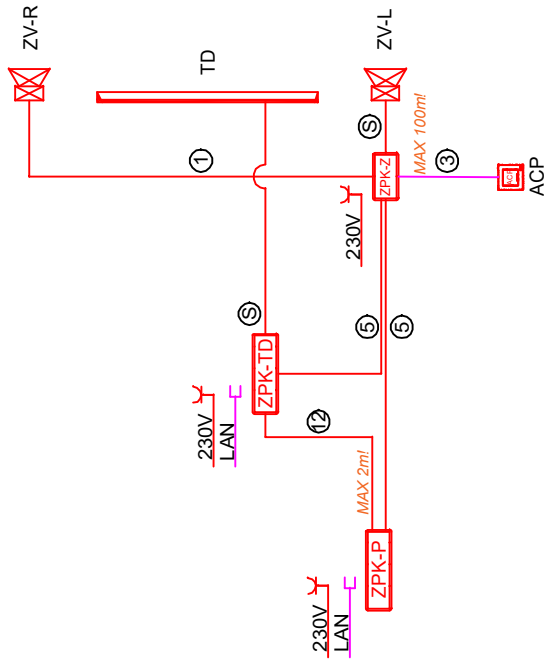 ZV-R
TD
ZV-L
1
S
ZPK-Z
MAX 100m!
3
ACP
ACP
230V
S
5
5
ZPK-TD
230V
LAN
12
MAX 2m!
ZPK-P
230V
LAN